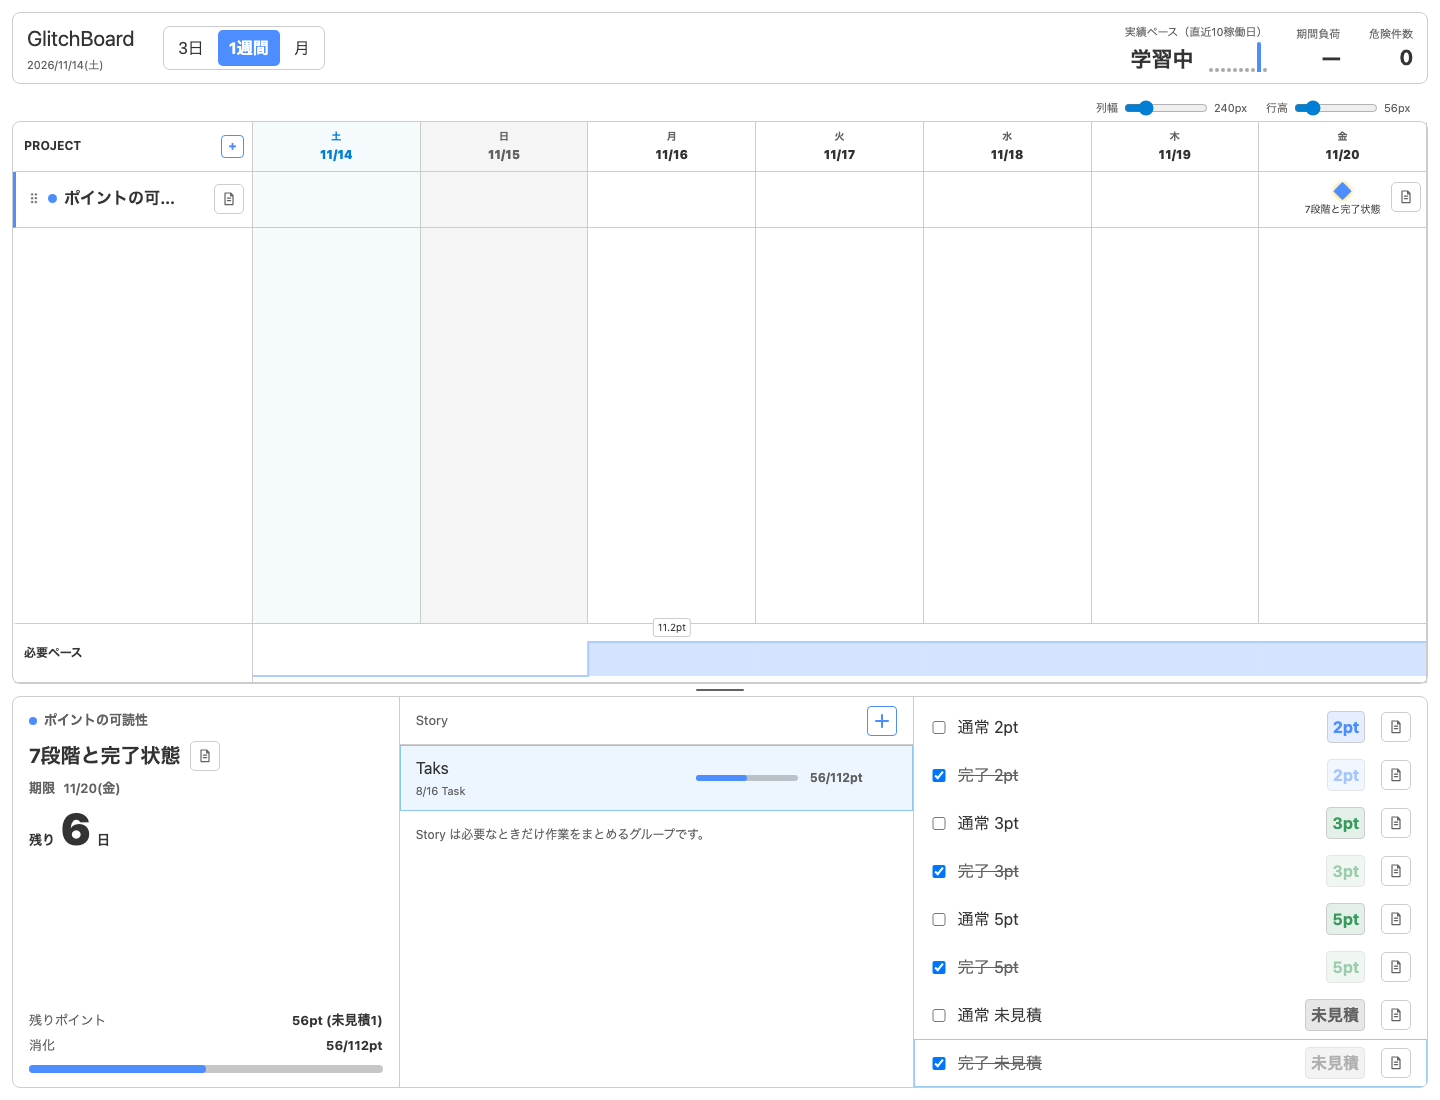 GlitchBoard
2026/11/14(土)
3日 1週間 月
実績ペース（直近10稼働日）
学習中
期間負荷
—
危険件数
0
列幅 240px 行高 56px
PROJECT +
土 11/14
日 11/15
月 11/16
火 11/17
水 11/18
木 11/19
金 11/20
ポイントの可...
7段階と完了状態
必要ペース
11.2pt
ポイントの可読性
7段階と完了状態
期限 11/20(金)
残り 6 日
残りポイント 56pt (未見積1)
消化 56/112pt
Story +
Taks
8/16 Task
56/112pt
Story は必要なときだけ作業をまとめるグループです。
通常 2pt 2pt
完了 2pt 2pt
通常 3pt 3pt
完了 3pt 3pt
通常 5pt 5pt
完了 5pt 5pt
通常 未見積 未見積
完了 未見積 未見積